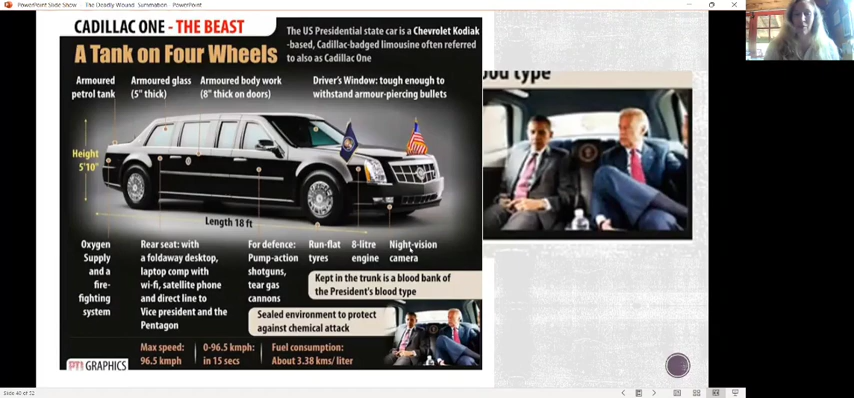 PowerPoint Slide Show
The Deadly Wound Summation
PowerPoint
CADILLAC ONE - THE BEAST
A Tank on Four Wheels
The US Presidential state car is a Chevrolet Kodiak
-based, Cadillac-badged limousine often referred
to also as Cadillac One
Armoured
petrol tank
Armoured glass
(5" thick)
Armoured body work
(8" thick on doors)
Driver's Window: tough enough to
withstand armour-piercing bullets
ood type
Height
5'10"
Length 18 ft
Oxygen
Supply
and a
fire-
fighting
system
Rear seat: with
a foldaway desktop,
laptop comp with
wi-fi, satellite phone
and direct line to
Vice president and the
Pentagon
For defence:
Pump-action
shotguns,
tear gas
cannons
Run-flat
tyres
8-litre
engine
Night-vision
camera
Kept in the trunk is a blood bank of
the President's blood type
Sealed environment to protect
against chemical attack
PTI GRAPHICS
Max speed:
96.5 kmph
0-96.5 kmph:
in 15 secs
Fuel consumption:
About 3.38 kms/ liter